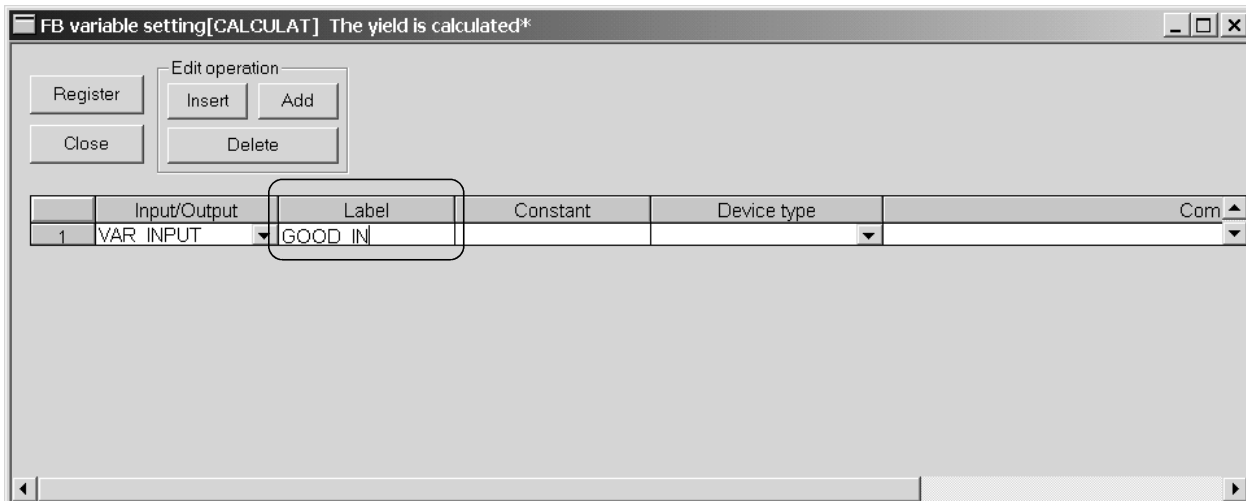 FB variable setting[CALCULAT] The yield is calculated*
Edit operation
Register Insert Add
Close Delete
Input/Output Label Constant Device type Com
1 VAR_INPUT GOOD_IN